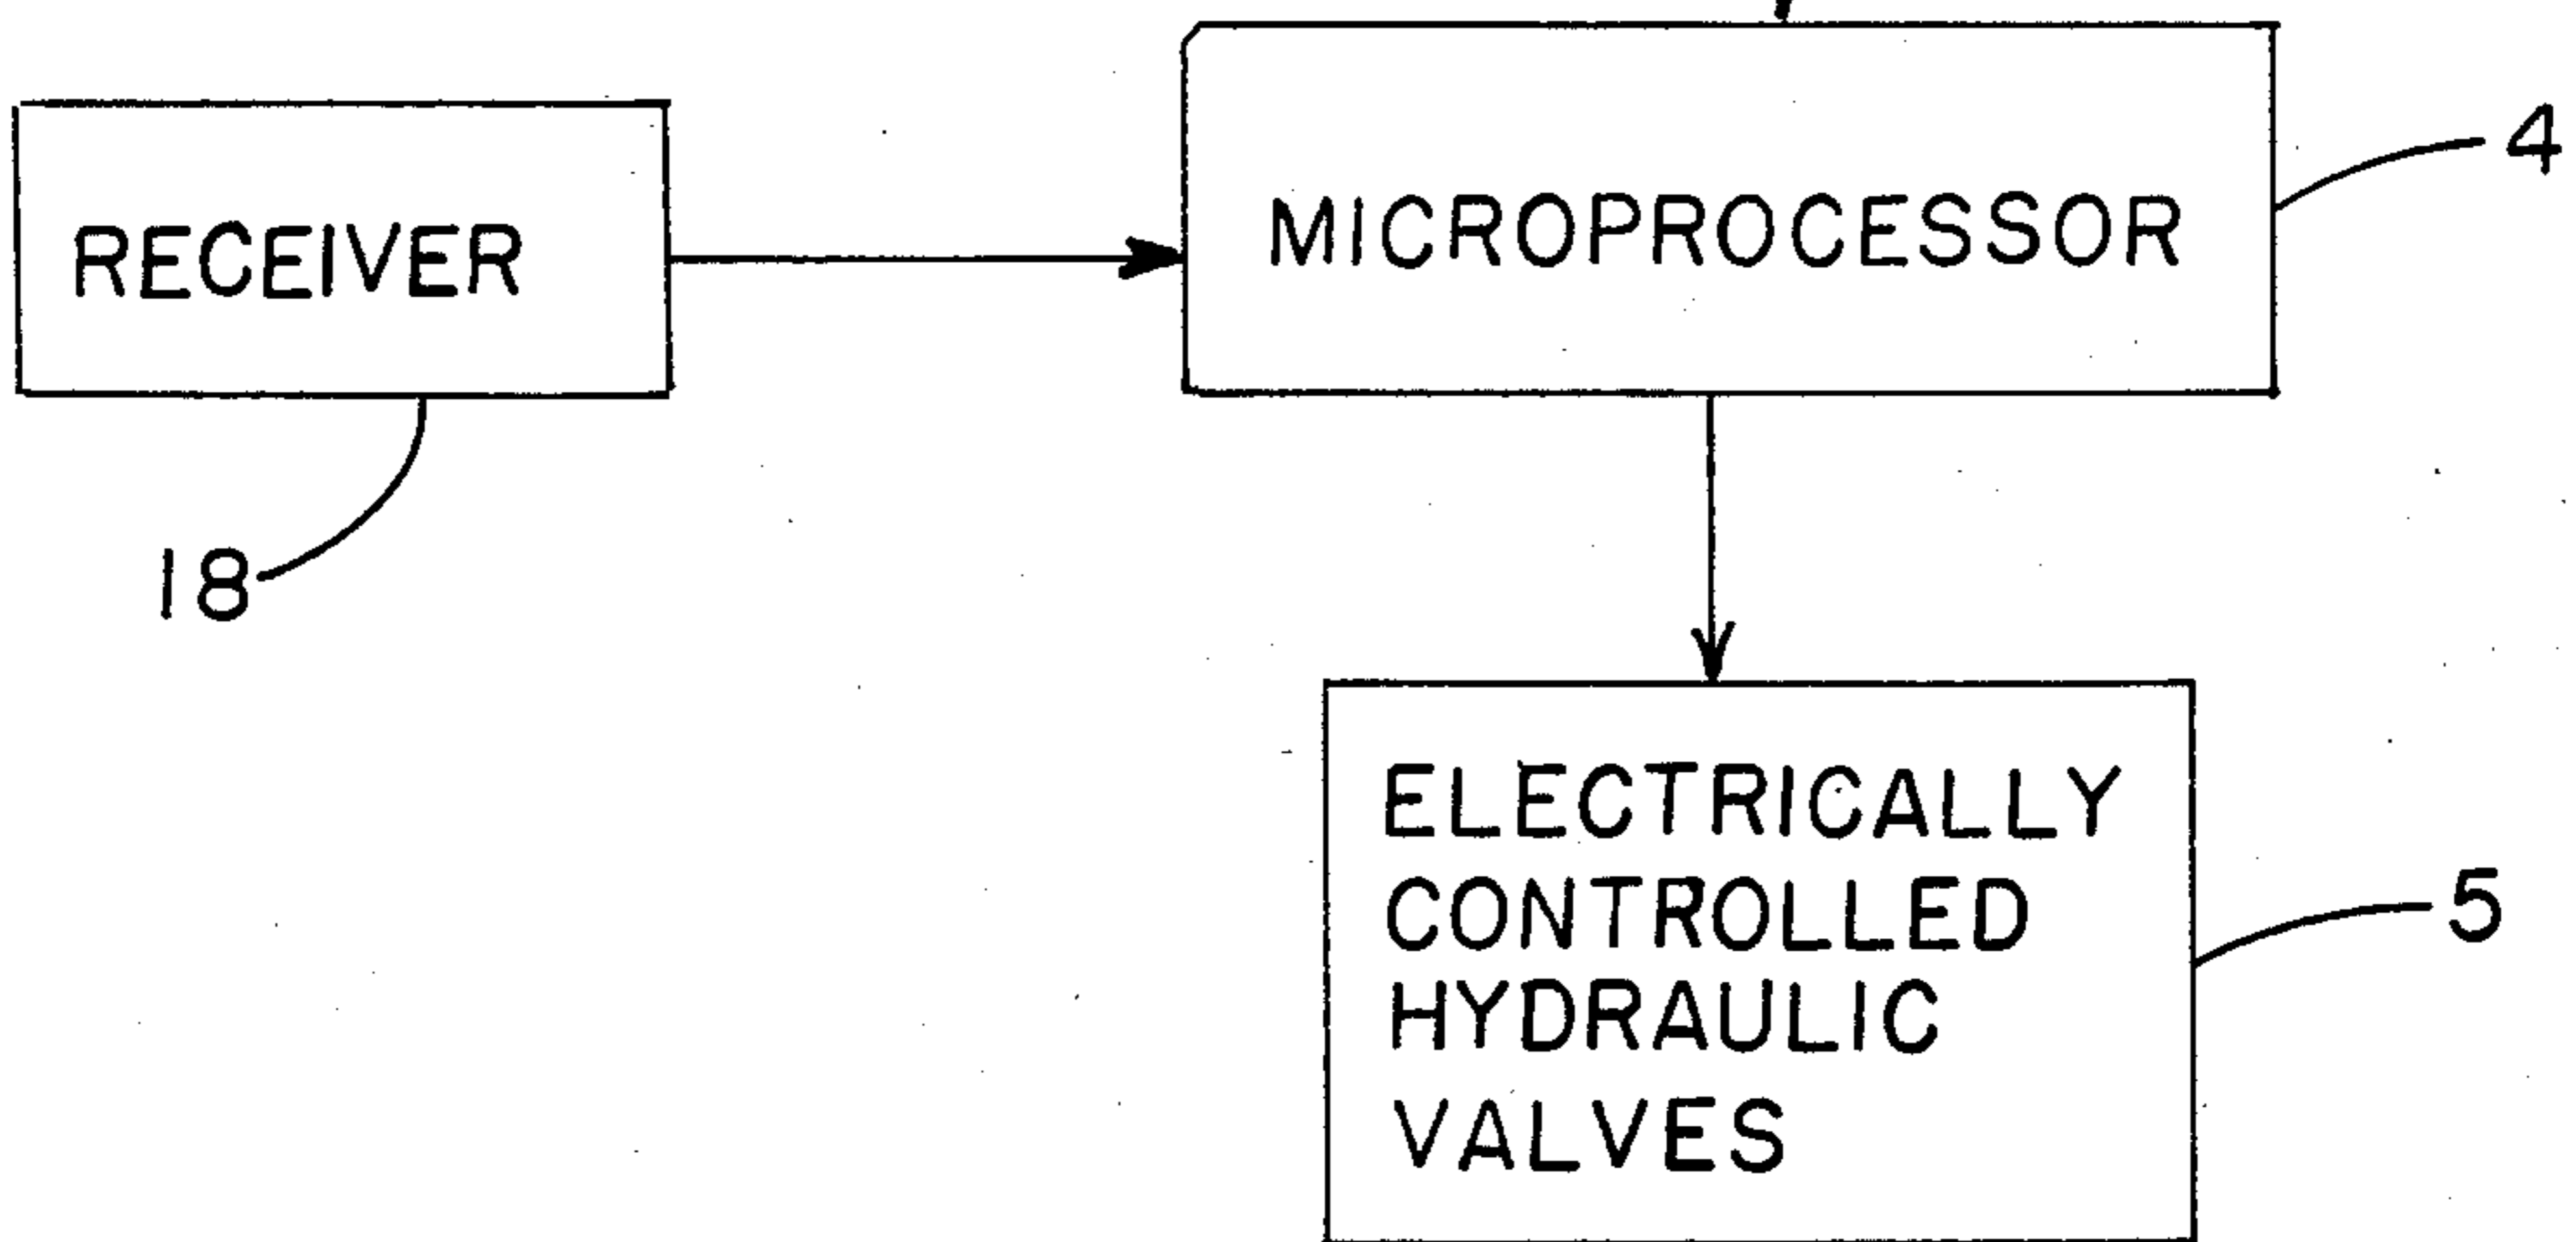 RECEIVER
MICROPROCESSOR
4
18
ELECTRICALLY
CONTROLLED
HYDRAULIC
VALVES
5